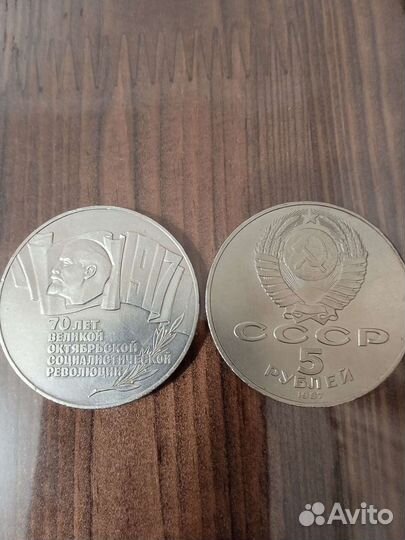 1917
70 ЛЕТ
ВЕЛИКОЙ
ОКТЯБРЬСКОЙ
СОЦИАЛИСТИЧЕСКОЙ
РЕВОЛЮЦИИ
СССР
5
РУБЛЕЙ
1987
Avito